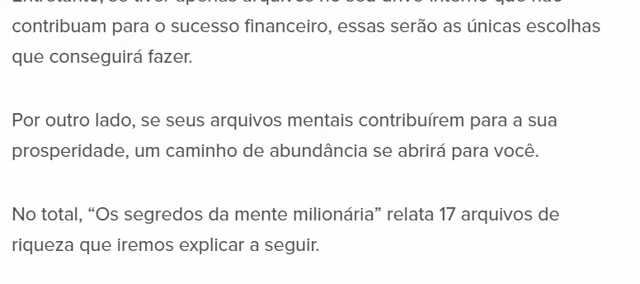 contribuam para o sucesso financeiro, essas serão as únicas escolhas
que conseguirá fazer.
Por outro lado, se seus arquivos mentais contribuírem para a sua
prosperidade, um caminho de abundância se abrirá para você.
No total, “Os segredos da mente milionária” relata 17 arquivos de
riqueza que iremos explicar a seguir.